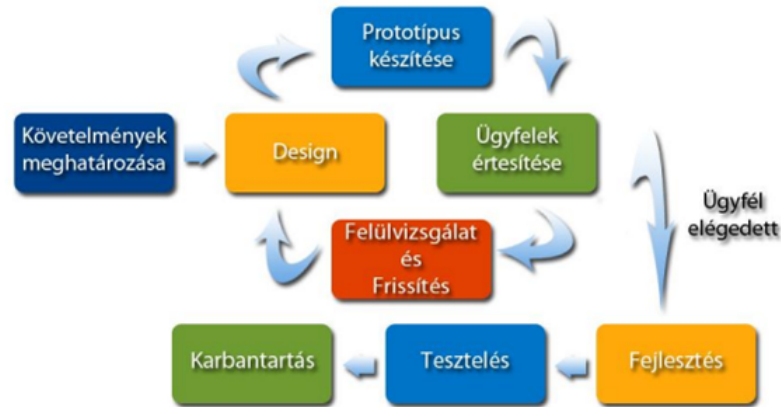 Prototípus
készítése
Követelmények
meghatározása
Design
Ügyfelek
értesítése
Ügyfél
elégedett
Felülvizsgálat
és
Frissítés
Karbantartás
Tesztelés
Fejlesztés